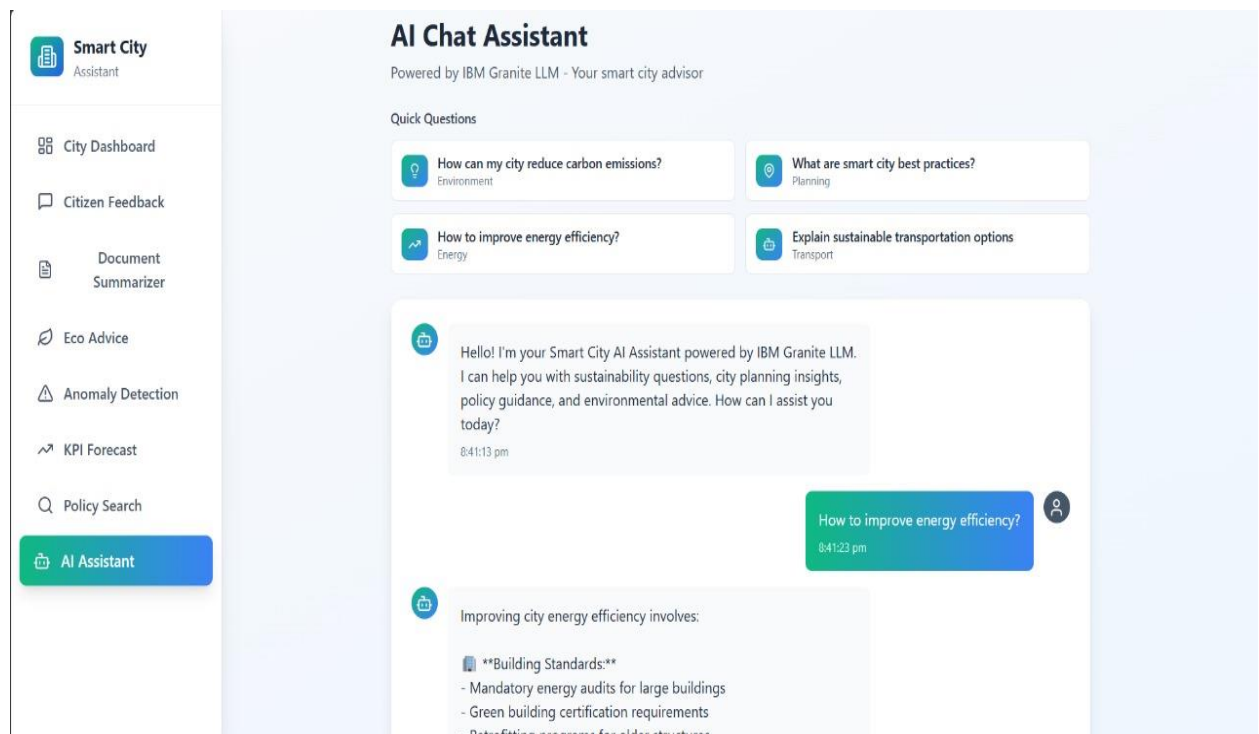 Smart City
Assistant
City Dashboard
Citizen Feedback
Document
Summarizer
Eco Advice
Anomaly Detection
KPI Forecast
Policy Search
AI Assistant
AI Chat Assistant
Powered by IBM Granite LLM - Your smart city advisor
Quick Questions
How can my city reduce carbon emissions?
Environment
What are smart city best practices?
Planning
How to improve energy efficiency?
Energy
Explain sustainable transportation options
Transport
Hello! I'm your Smart City AI Assistant powered by IBM Granite LLM.
I can help you with sustainability questions, city planning insights,
policy guidance, and environmental advice. How can I assist you
today?
8:41:13 pm
How to improve energy efficiency?
8:41:23 pm
Improving city energy efficiency involves:
**Building Standards:**
- Mandatory energy audits for large buildings
- Green building certification requirements
- Retrofitting programs for older structures